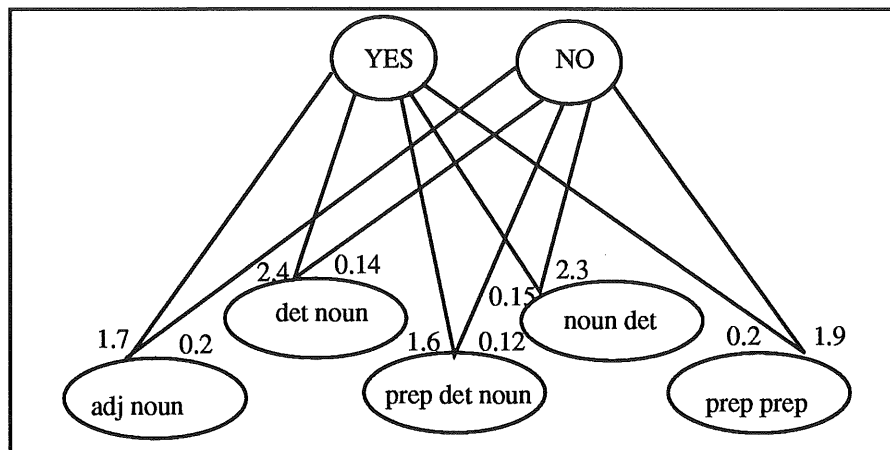 YES NO
2.4 0.14 0.15 2.3
det noun noun det
1.7 0.2 1.6 0.12 0.2 1.9
adj noun prep det noun prep prep